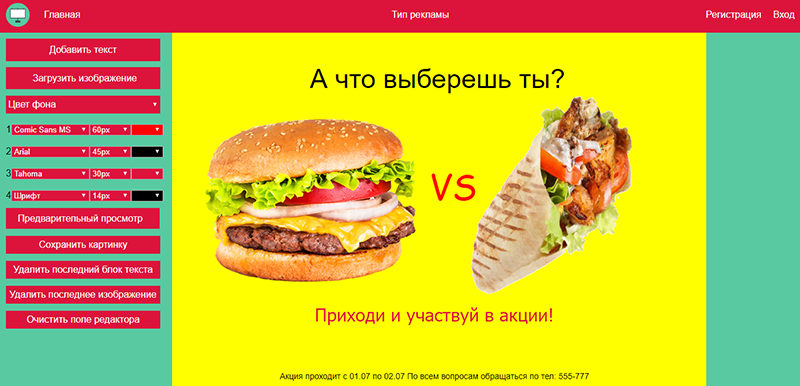 Главная
Тип рекламы
Регистрация Вход
Добавить текст
Загрузить изображение
Цвет фона
1 Comic Sans MS 60px
2 Arial 45px
3 Tahoma 30px
4 Шрифт 14px
Предварительный просмотр
Сохранить картинку
Удалить последний блок текста
Удалить последнее изображение
Очистить поле редактора
А что выберешь ты?
VS
Приходи и участвуй в акции!
Акция проходит с 01.07 по 02.07 По всем вопросам обращаться по тел: 555-777